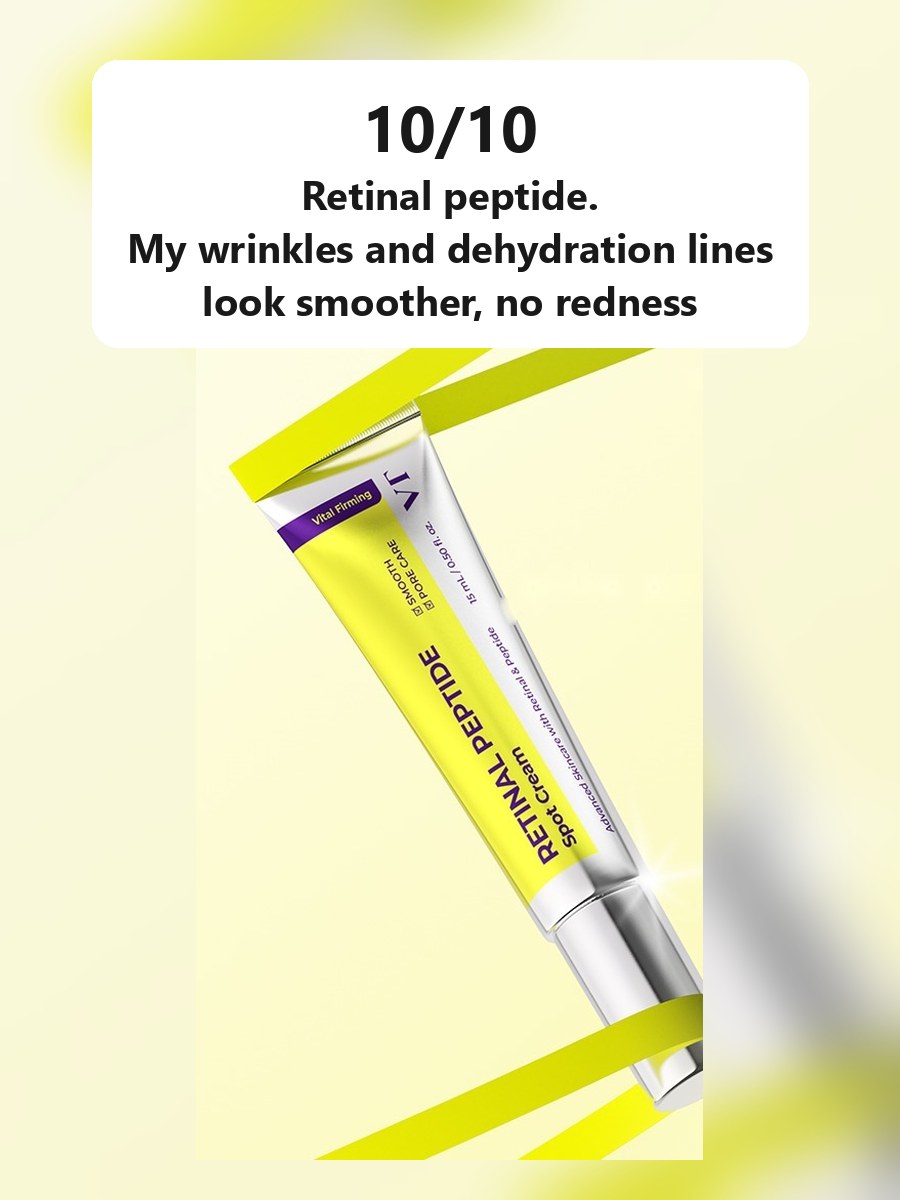 10/10
Retinal peptide.
My wrinkles and dehydration lines
look smoother, no redness
Vital Firming
VT
☑ SMOOTH
☑ PORE CARE
15 mL / 0.50 fl. oz.
RETINAL PEPTIDE
Spot Cream
Advanced Skincare with Retinal & Peptide